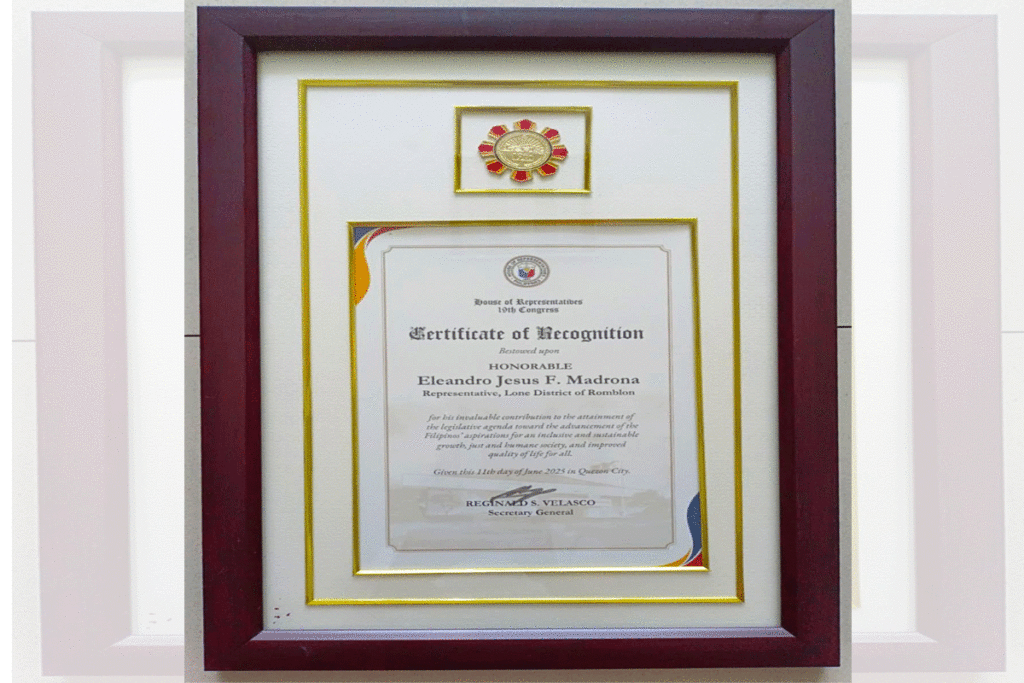 House of Representatives
19th Congress
Certificate of Recognition
Bestowed upon
HONORABLE
Eleandro Jesus F. Madrona
Representative, Lone District of Romblon
for his invaluable contribution to the attainment of
the legislative agenda toward the advancement of the
Filipinos' aspirations for an inclusive and sustainable
growth, just and humane society, and improved
quality of life for all.
Given this 11th day of June 2025 in Quezon City.
REGINALD S. VELASCO
Secretary General